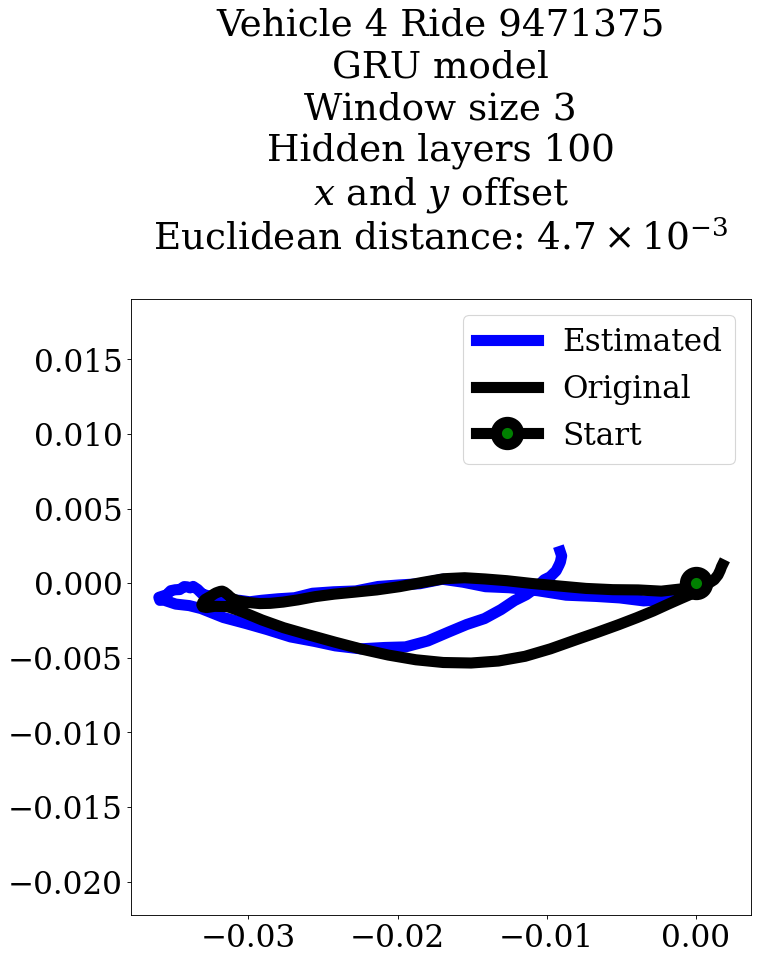 Vehicle 4 Ride 9471375
GRU model
Window size 3
Hidden layers 100
x and y offset
Euclidean distance: 4.7 × 10⁻³
Estimated
Original
Start
0.015
0.010
0.005
0.000
−0.005
−0.010
−0.015
−0.020
−0.03 −0.02 −0.01 0.00